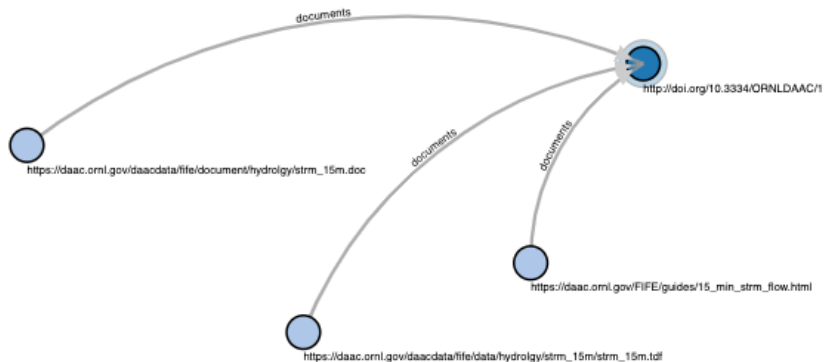 documents
http://doi.org/10.3334/ORNLDAAC/1
documents
documents
https://daac.ornl.gov/daacdata/fife/document/hydrolgy/strm_15m.doc
https://daac.ornl.gov/FIFE/guides/15_min_strm_flow.html
https://daac.ornl.gov/daacdata/fife/data/hydrolgy/strm_15m/strm_15m.tdf